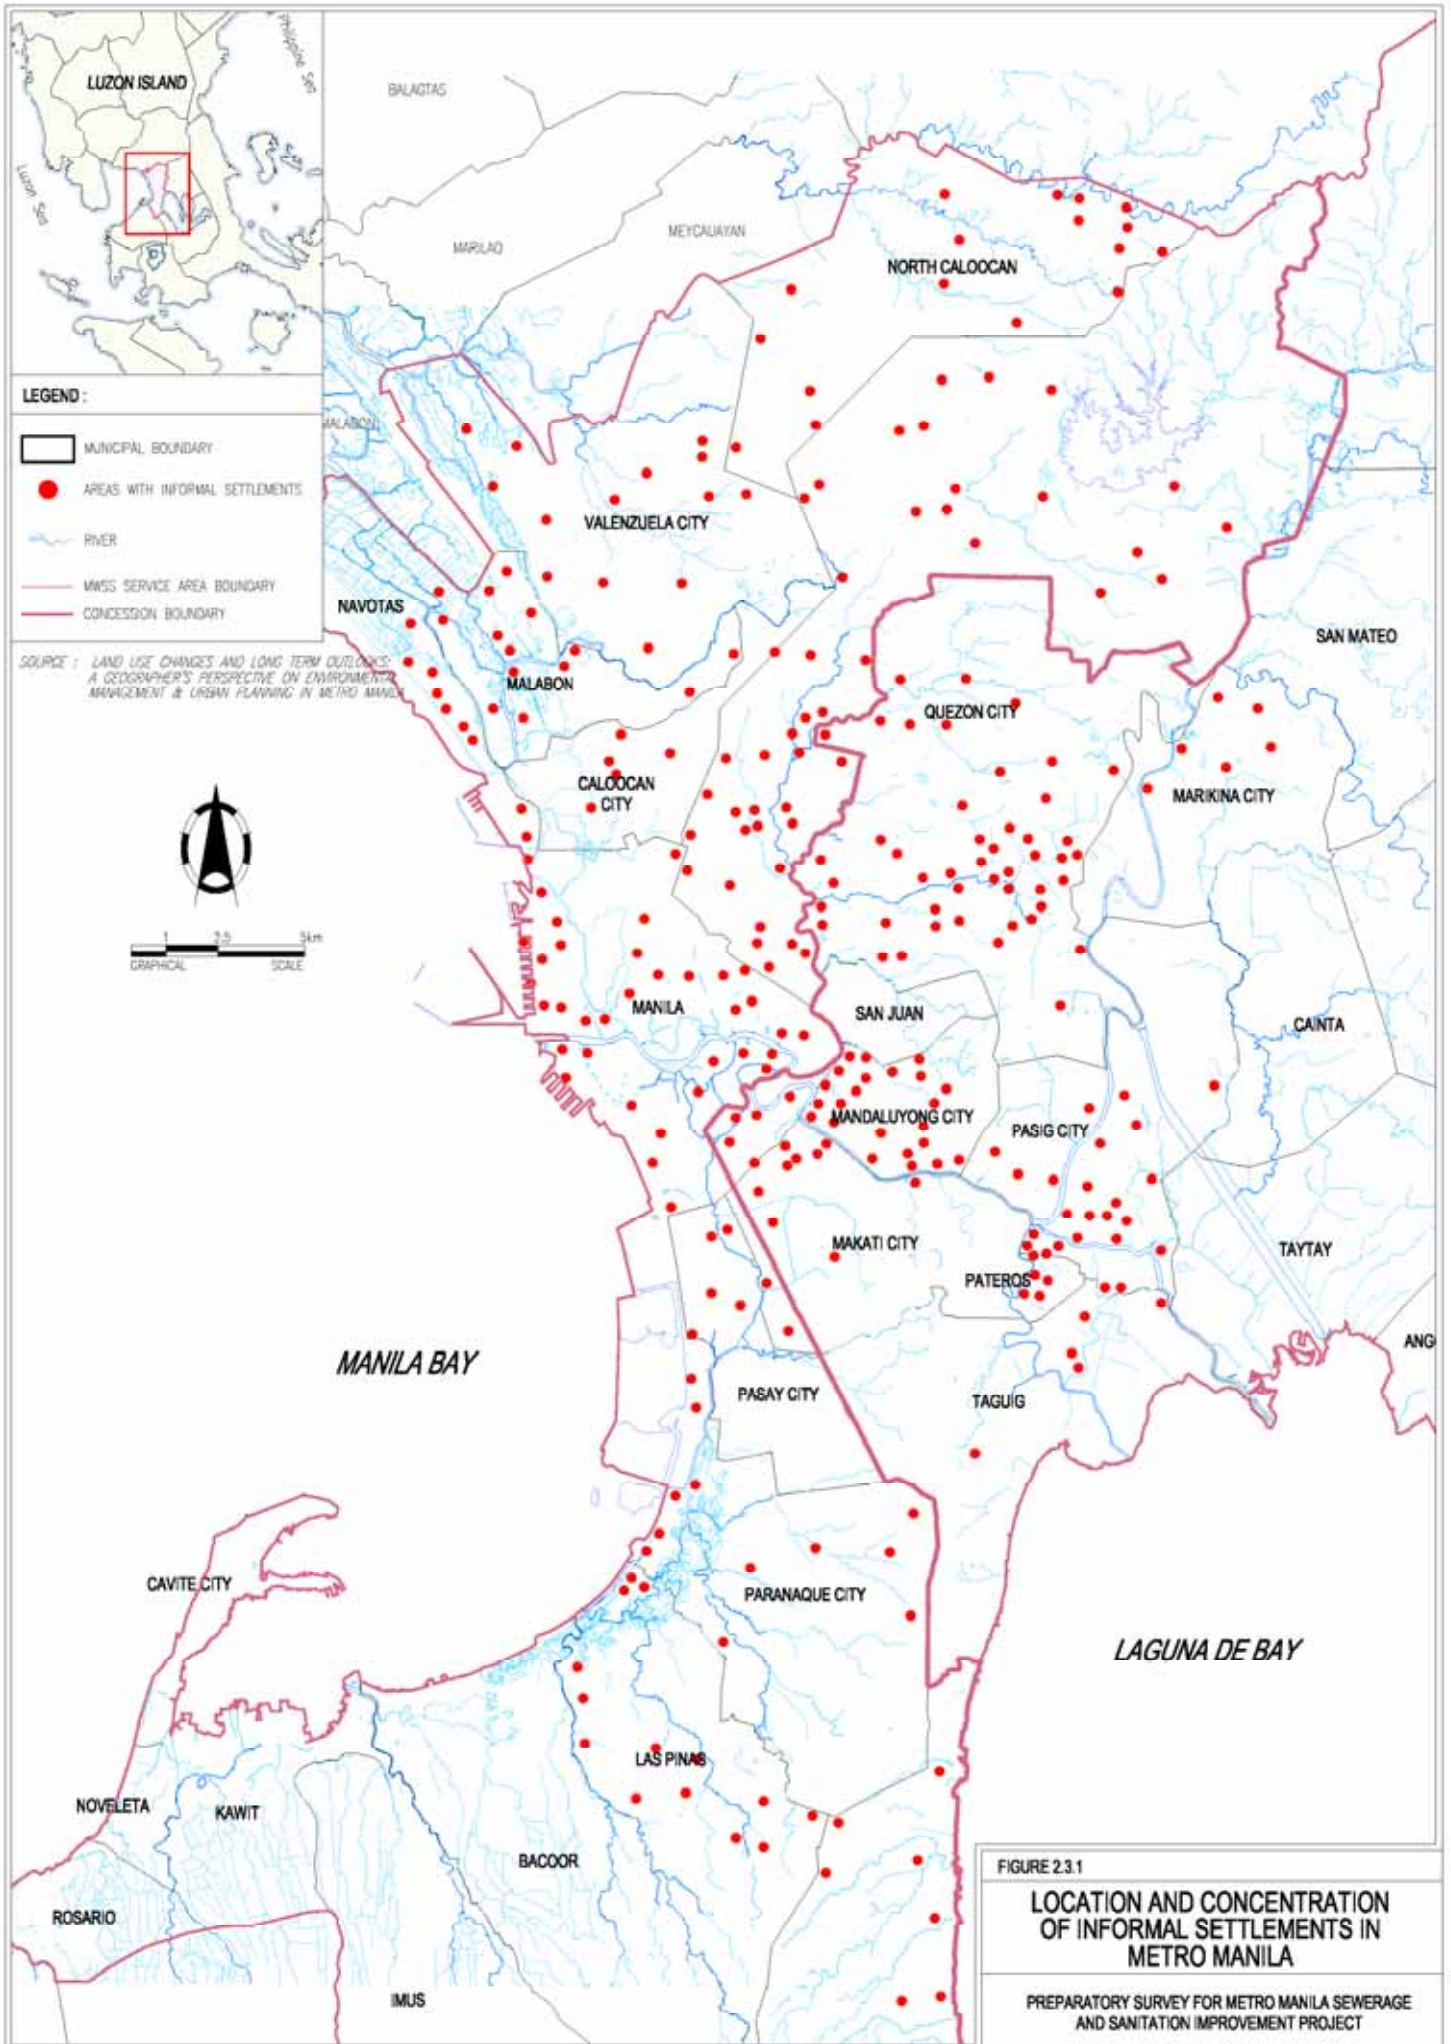 LUZON ISLAND
Philippine Sea
Luzon Sea
LEGEND :
MUNICIPAL BOUNDARY
AREAS WITH INFORMAL SETTLEMENTS
RIVER
MWSS SERVICE AREA BOUNDARY
CONCESSION BOUNDARY
SOURCE : LAND USE CHANGES AND LONG TERM OUTLOOKS:
A GEOGRAPHER'S PERSPECTIVE ON ENVIRONMENTAL
MANAGEMENT & URBAN PLANNING IN METRO MANILA
1 2.5 5km
GRAPHICAL SCALE
BALAGTAS
MARILAO
MEYCAUAYAN
NORTH CALOOCAN
MALABON
VALENZUELA CITY
NAVOTAS
SAN MATEO
MALABON
QUEZON CITY
CALOOCAN
CITY
MARIKINA CITY
MANILA
SAN JUAN
CAINTA
MANDALUYONG CITY
PASIG CITY
MAKATI CITY
TAYTAY
PATEROS
ANG
MANILA BAY
PASAY CITY
TAGUIG
CAVITE CITY
PARANAQUE CITY
LAGUNA DE BAY
LAS PINAS
NOVELETA
KAWIT
BACOOR
ROSARIO
IMUS
FIGURE 2.3.1
LOCATION AND CONCENTRATION
OF INFORMAL SETTLEMENTS IN
METRO MANILA
PREPARATORY SURVEY FOR METRO MANILA SEWERAGE
AND SANITATION IMPROVEMENT PROJECT